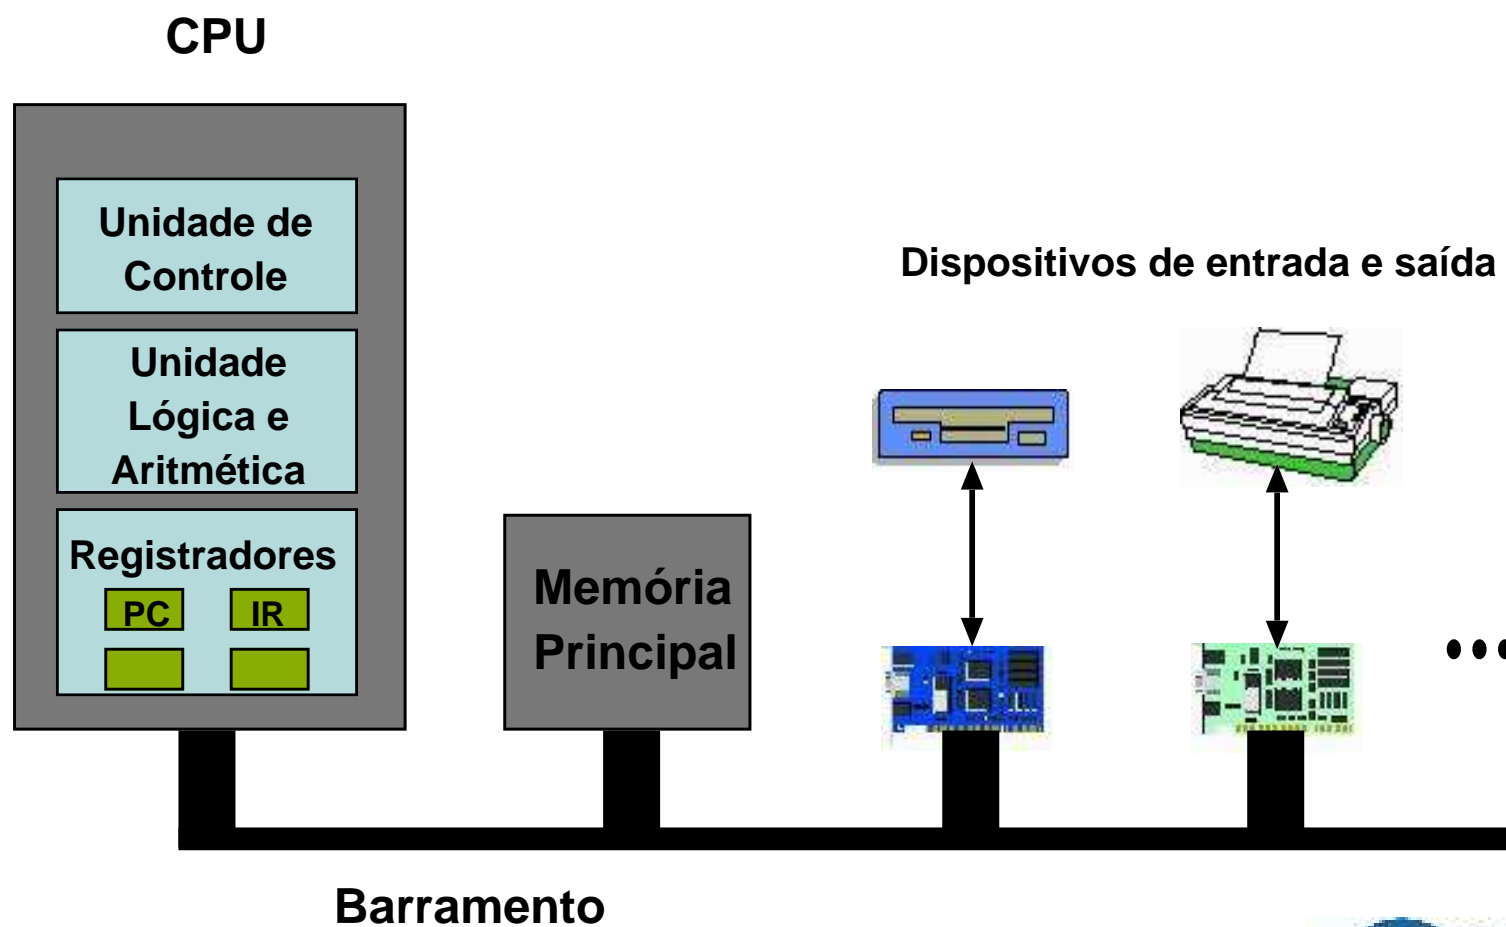 CPU
Unidade de
Controle
Unidade
Lógica e
Aritmética
Registradores
PC
IR
Memória
Principal
Dispositivos de entrada e saída
Barramento